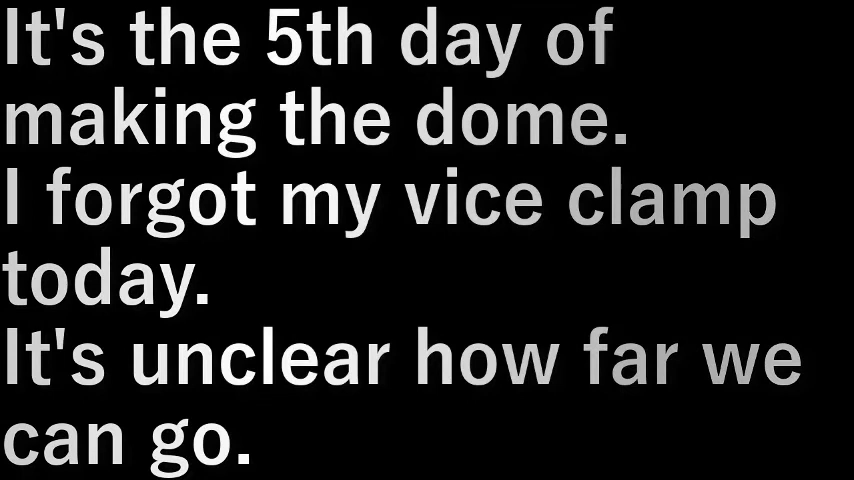 It's the 5th day of
making the dome.
I forgot my vice clamp
today.
It's unclear how far we
can go.